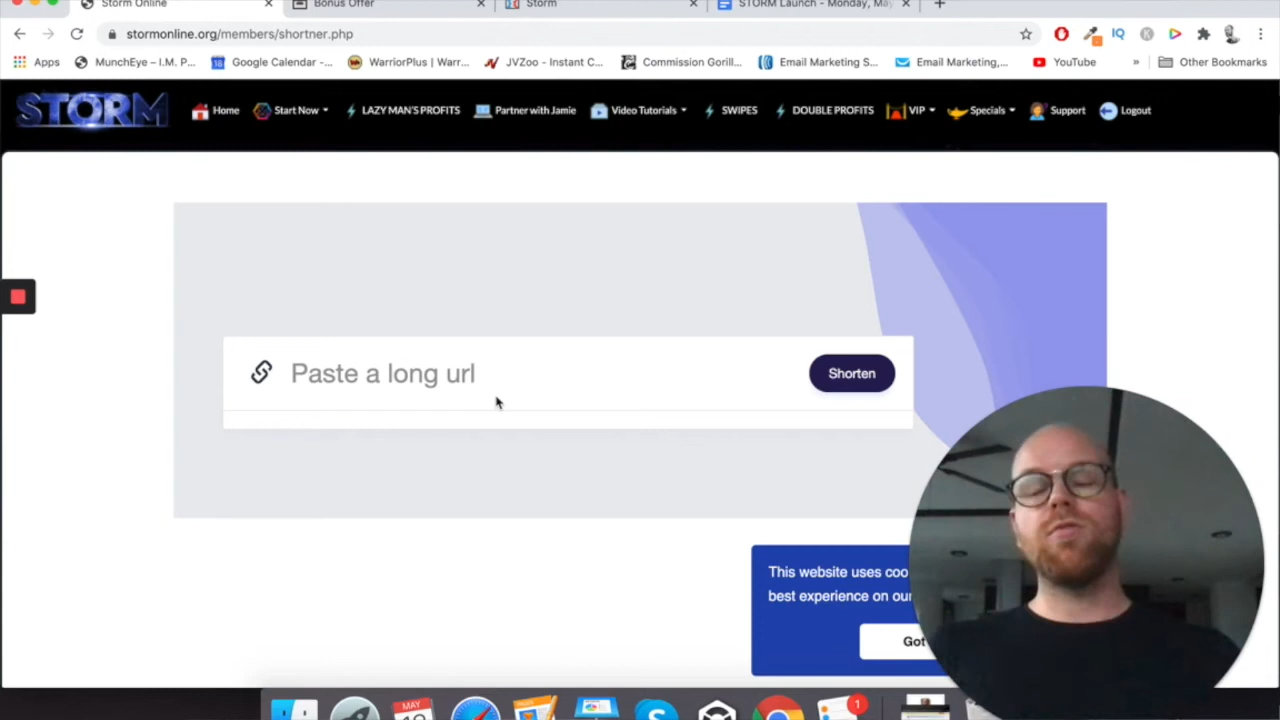 Storm Online
Bonus Offer
Storm
STORM Launch - Monday, May
stormonline.org/members/shortner.php
IQ
Apps
MunchEye – I.M. P...
Google Calendar -...
WarriorPlus | Warr...
JVZoo - Instant C...
Commission Gorill...
Email Marketing S...
Email Marketing,...
YouTube
»
Other Bookmarks
STORM
Home
Start Now
LAZY MAN'S PROFITS
Partner with Jamie
Video Tutorials
SWIPES
DOUBLE PROFITS
VIP
Specials
Support
Logout
Paste a long url
Shorten
This website uses coo
best experience on our
Got
MAY
1